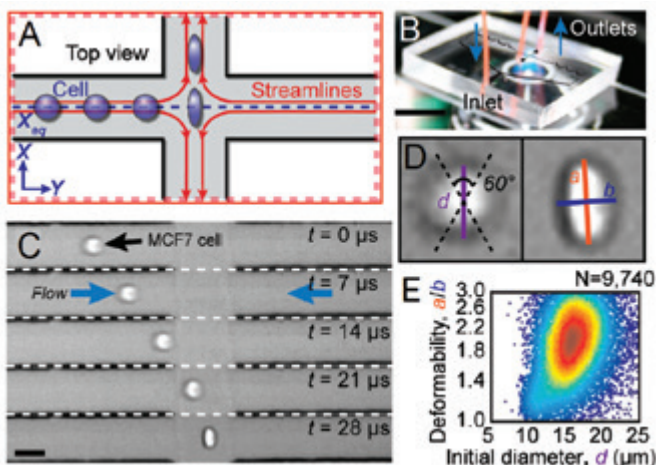 A
Top view
Cell
Streamlines
Xeq
X
Y
B
Outlets
Inlet
C
MCF7 cell
t = 0 µs
Flow
t = 7 µs
t = 14 µs
t = 21 µs
t = 28 µs
D
60°
d
a
b
E
N=9,740
Deformability, a/b
3.0
2.6
2.2
1.8
1.4
1.0
5 10 15 20 25
Initial diameter, d (µm)